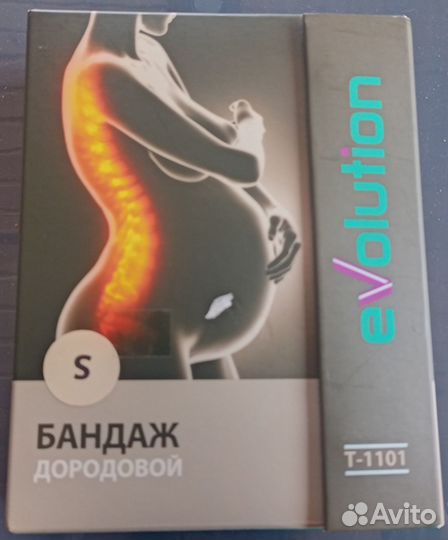 S
БАНДАЖ
ДОРОДОВОЙ
evolution
T-1101
Avito